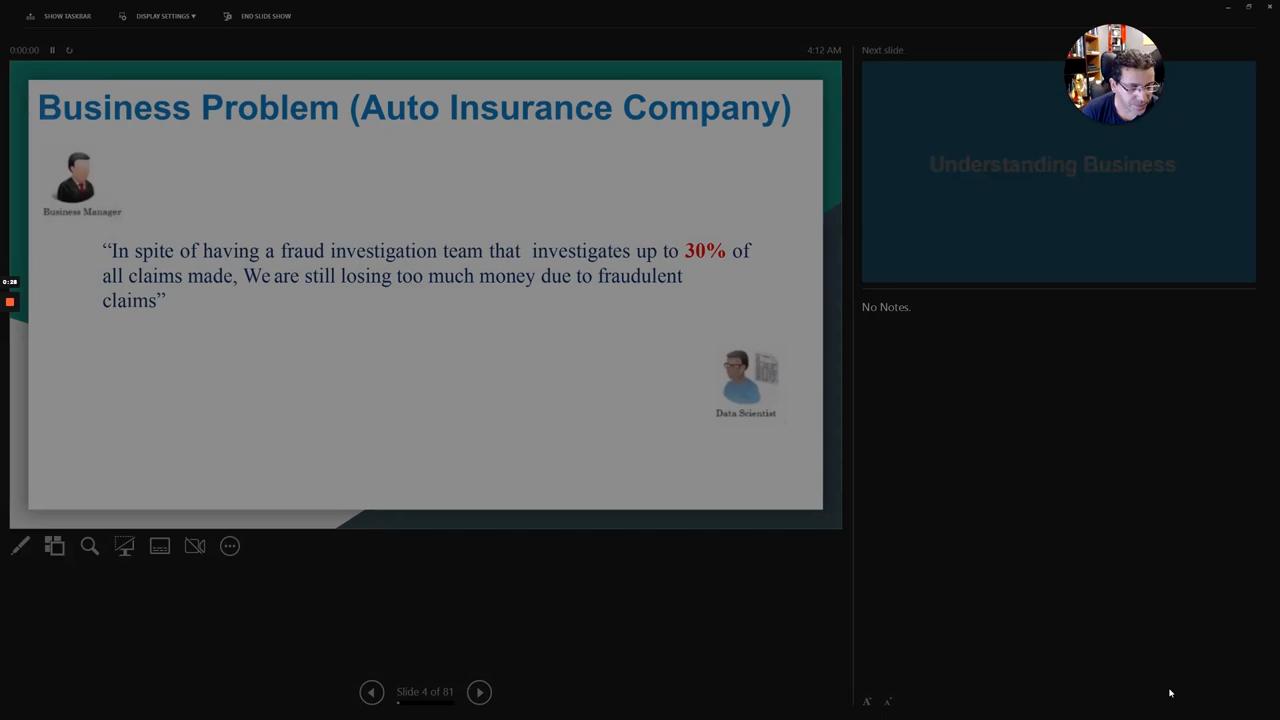 SHOW TASKBAR
DISPLAY SETTINGS ▾
END SLIDE SHOW
0:00:00
4:12 AM
Next slide
Business Problem (Auto Insurance Company)
Business Manager
“In spite of having a fraud investigation team that investigates up to 30% of
all claims made, We are still losing too much money due to fraudulent
claims”
Data Scientist
Understanding Business
0:28
No Notes.
Slide 4 of 81
A
A